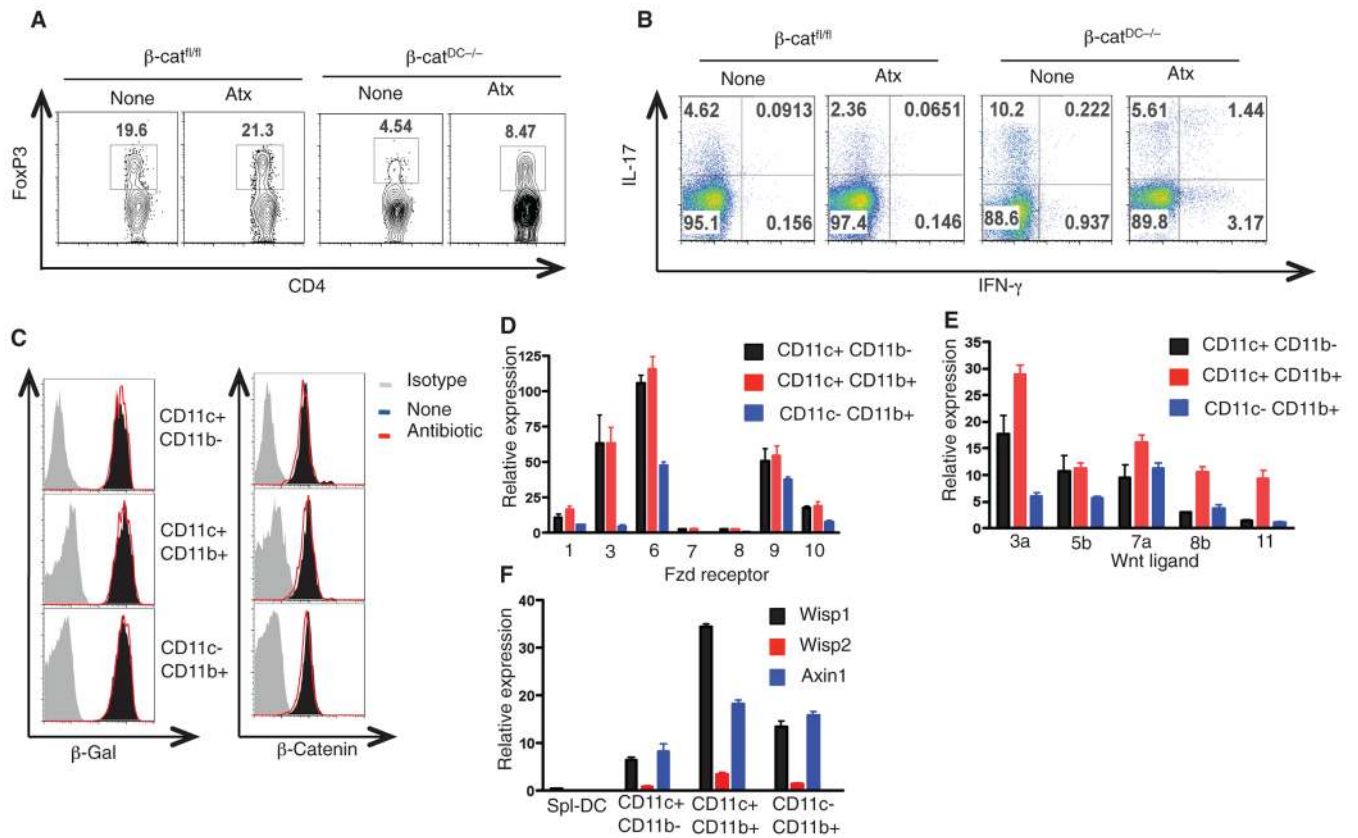 A
β-cat^fl/fl
β-cat^DC–/–
None
Atx
None
Atx
19.6
21.3
4.54
8.47
FoxP3
CD4
B
β-cat^fl/fl
β-cat^DC–/–
None
Atx
None
Atx
4.62
0.0913
2.36
0.0651
10.2
0.222
5.61
1.44
95.1
0.156
97.4
0.146
88.6
0.937
89.8
3.17
IL-17
IFN-γ
C
Isotype
None
Antibiotic
CD11c+
CD11b-
CD11c+
CD11b+
CD11c-
CD11b+
β-Gal
β-Catenin
D
Relative expression
125
100
75
50
25
0
CD11c+ CD11b-
CD11c+ CD11b+
CD11c- CD11b+
1 3 6 7 8 9 10
Fzd receptor
E
Relative expression
35
30
25
20
15
10
5
0
CD11c+ CD11b-
CD11c+ CD11b+
CD11c- CD11b+
3a 5b 7a 8b 11
Wnt ligand
F
Relative expression
40
30
20
10
0
Wisp1
Wisp2
Axin1
Spl-DC
CD11c+
CD11b-
CD11c+
CD11b+
CD11c-
CD11b+